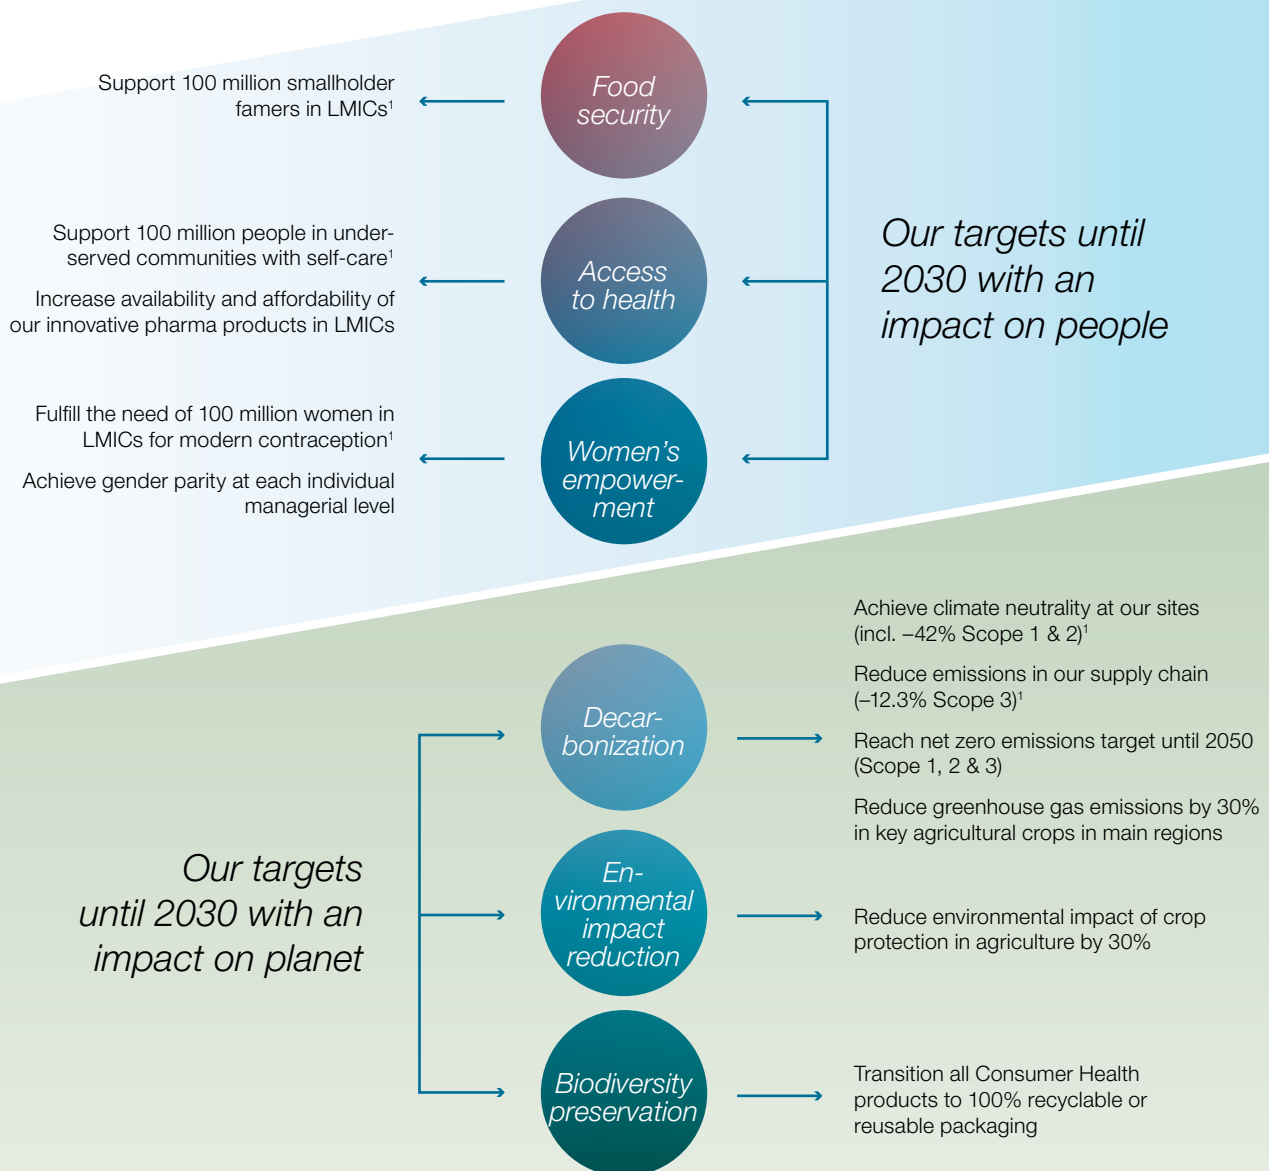 Support 100 million smallholder
famers in LMICs¹
Food
security
Support 100 million people in under-
served communities with self-care¹
Increase availability and affordability of
our innovative pharma products in LMICs
Access
to health
Our targets until
2030 with an
impact on people
Fulfill the need of 100 million women in
LMICs for modern contraception¹
Achieve gender parity at each individual
managerial level
Women’s
empower-
ment
Our targets
until 2030 with an
impact on planet
Decar-
bonization
Achieve climate neutrality at our sites
(incl. –42% Scope 1 & 2)¹
Reduce emissions in our supply chain
(–12.3% Scope 3)¹
Reach net zero emissions target until 2050
(Scope 1, 2 & 3)
Reduce greenhouse gas emissions by 30%
in key agricultural crops in main regions
En-
vironmental
impact
reduction
Reduce environmental impact of crop
protection in agriculture by 30%
Biodiversity
preservation
Transition all Consumer Health
products to 100% recyclable or
reusable packaging